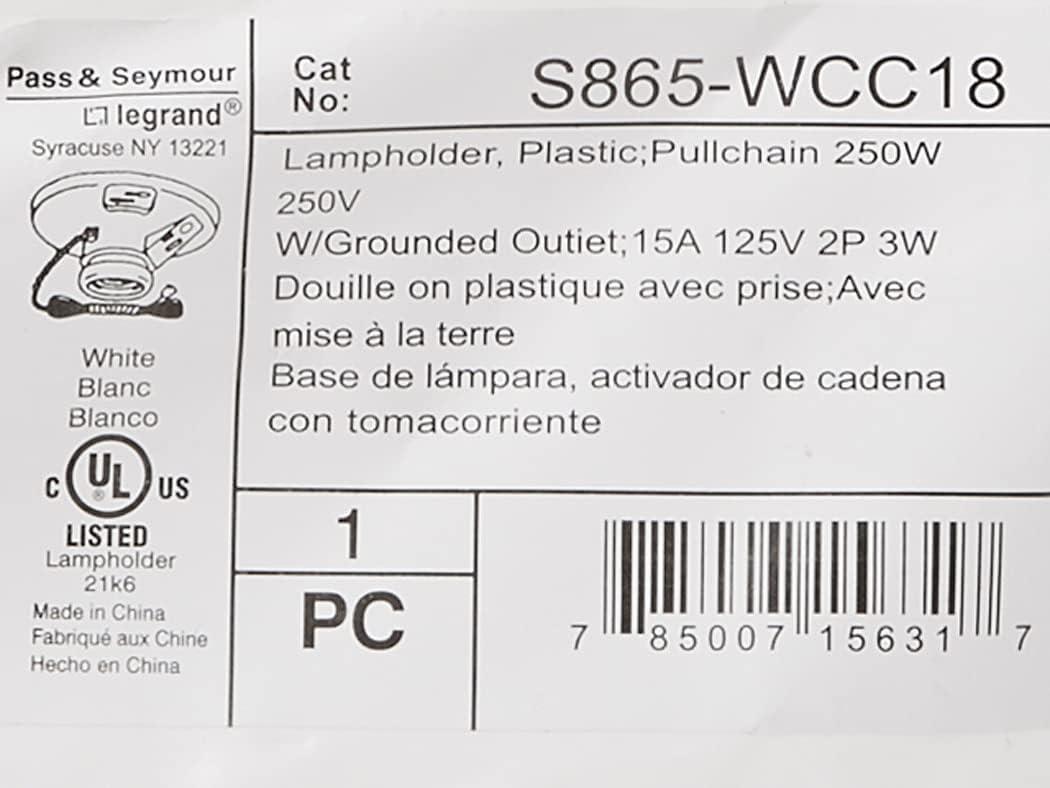 Pass & Seymour
legrand®
Syracuse NY 13221
White
Blanc
Blanco
C UL® US
LISTED
Lampholder
21k6
Made in China
Fabriqué aux Chine
Hecho en China
Cat
No:
S865-WCC18
Lampholder, Plastic;Pullchain 250W
250V
W/Grounded Outiet;15A 125V 2P 3W
Douille on plastique avec prise;Avec
mise à la terre
Base de lámpara, activador de cadena
con tomacorriente
1
PC
7 85007 15631 7